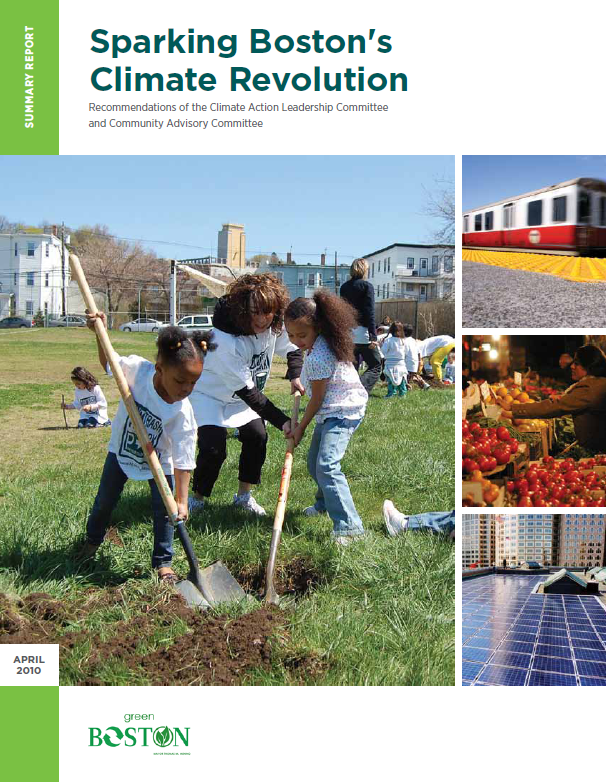 SUMMARY REPORT
Sparking Boston's
Climate Revolution
Recommendations of the Climate Action Leadership Committee
and Community Advisory Committee
APRIL
2010
green
BOSTON